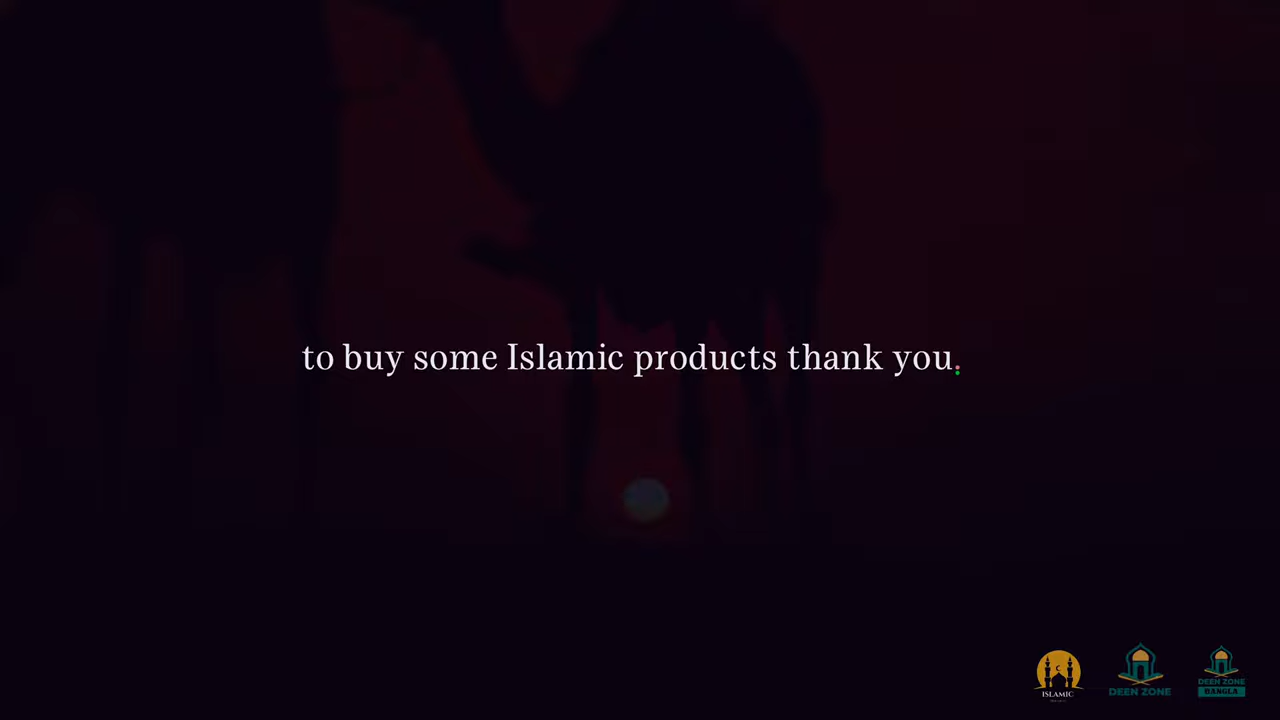 to buy some Islamic products thank you.
ISLAMIC
DEEN ZONE
DEEN ZONE
BANGLA